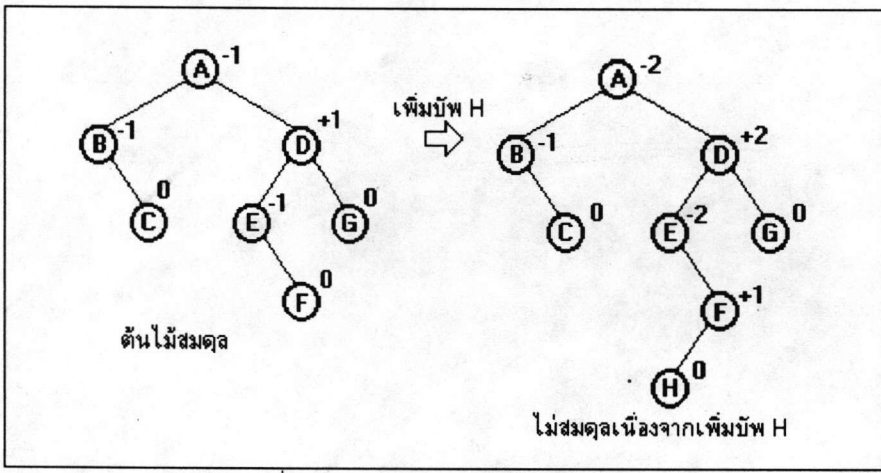 A -1
B -1
D +1
C 0
E -1
G 0
F 0
ต้นไม้สมดุล
เพิ่มบัพ H
A -2
B -1
D +2
C 0
E -2
G 0
F +1
H 0
ไม่สมดุลเนื่องจากเพิ่มบัพ H